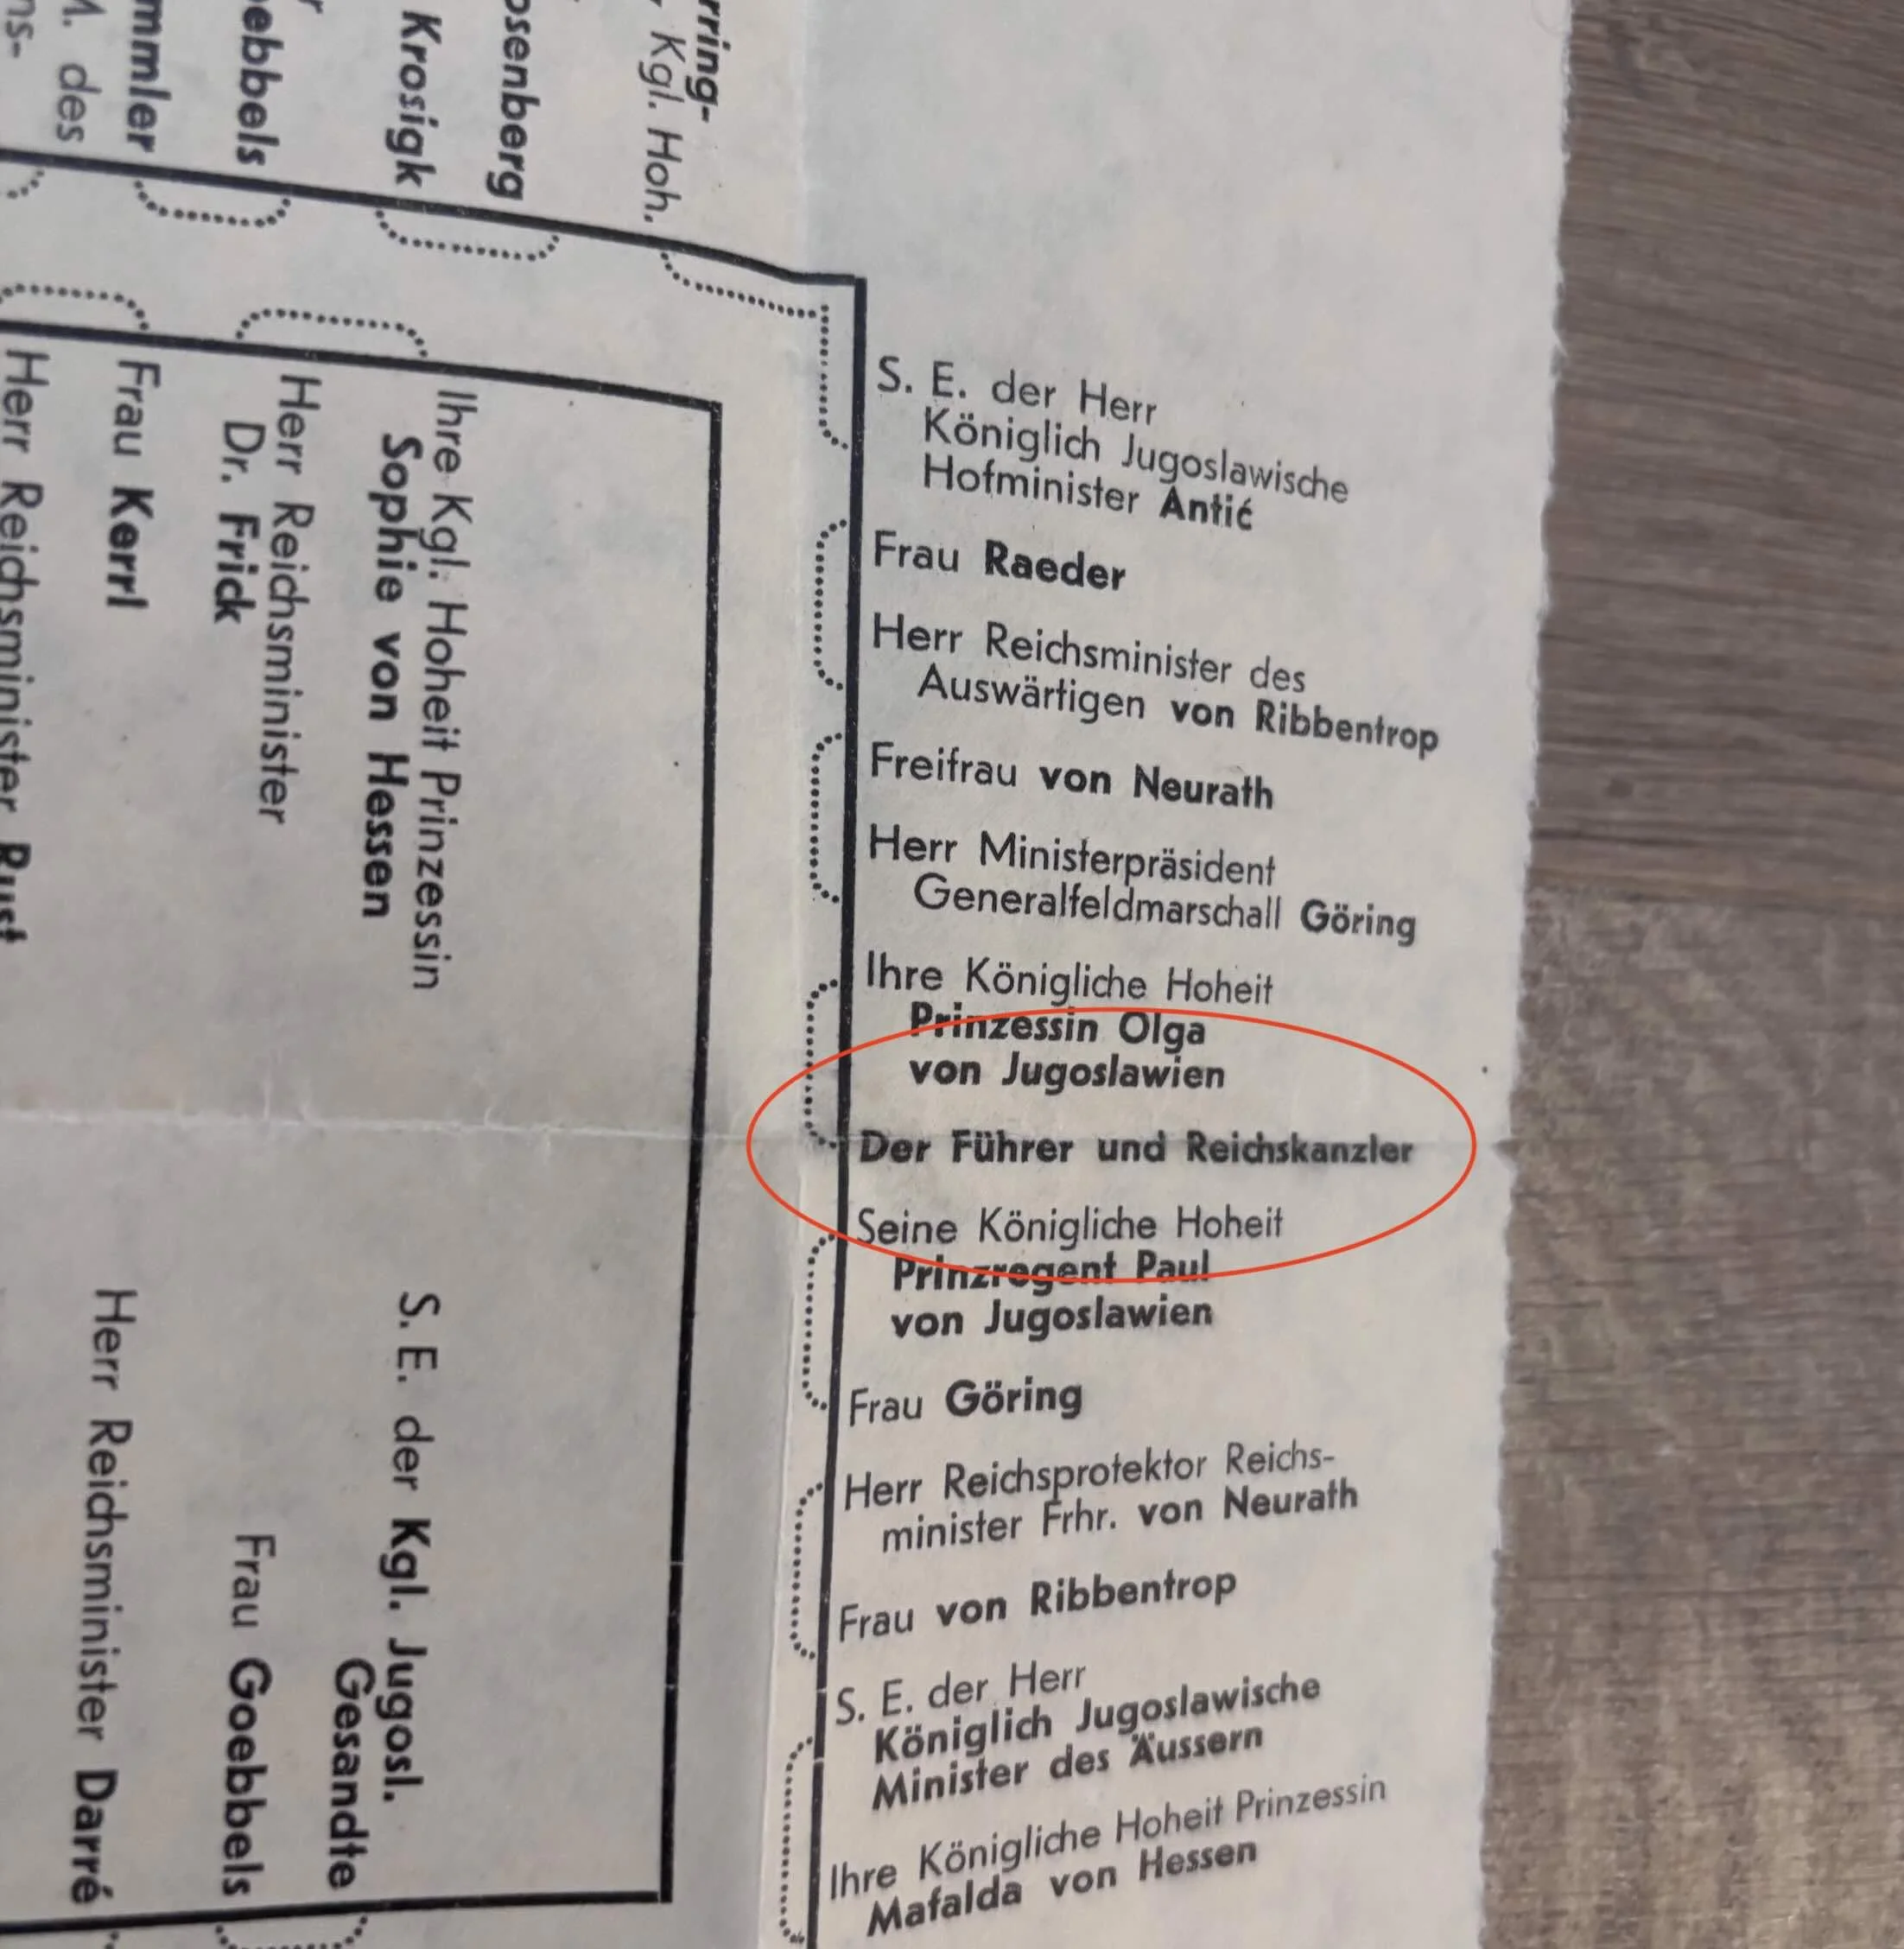 Krosigk
Kgl. Hoh.
M. des
S. E. der Herr
Königlich Jugoslawische
Hofminister Antić
Frau Raeder
Herr Reichsminister des
Auswärtigen von Ribbentrop
Freifrau von Neurath
Herr Ministerpräsident
Generalfeldmarschall Göring
Ihre Königliche Hoheit
Prinzessin Olga
von Jugoslawien
Der Führer und Reichskanzler
Seine Königliche Hoheit
Prinzregent Paul
von Jugoslawien
Frau Göring
Herr Reichsprotektor Reichs-
minister Frhr. von Neurath
Frau von Ribbentrop
S. E. der Herr
Königlich Jugoslawische
Minister des Äussern
Ihre Königliche Hoheit Prinzessin
Mafalda von Hessen
Ihre Kgl. Hoheit Prinzessin
Sophie von Hessen
Herr Reichsminister
Dr. Frick
Frau Kerrl
Herr Reichsminister Rust
S. E. der Kgl. Jugosl.
Gesandte
Frau Goebbels
Herr Reichsminister Darré